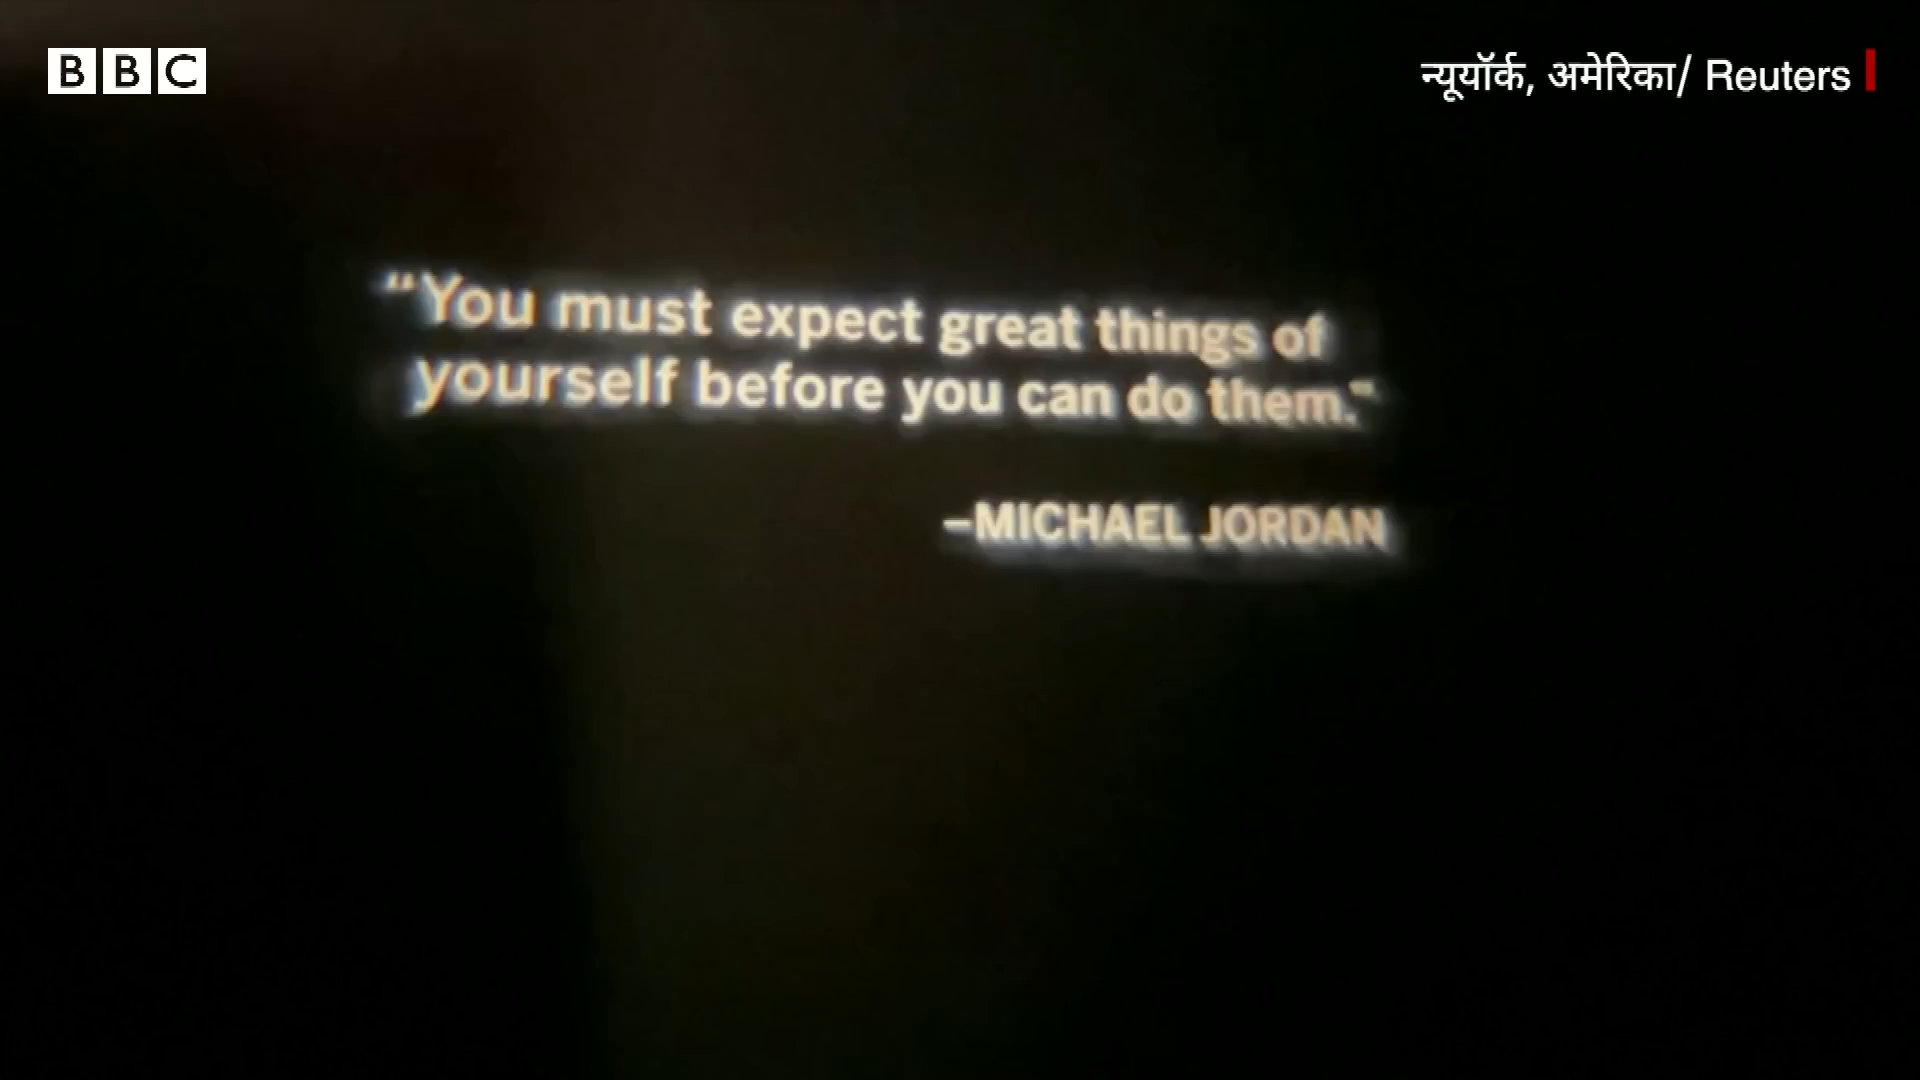 BBC
न्यूयॉर्क, अमेरिका/ Reuters
“You must expect great things of
yourself before you can do them.”
–MICHAEL JORDAN